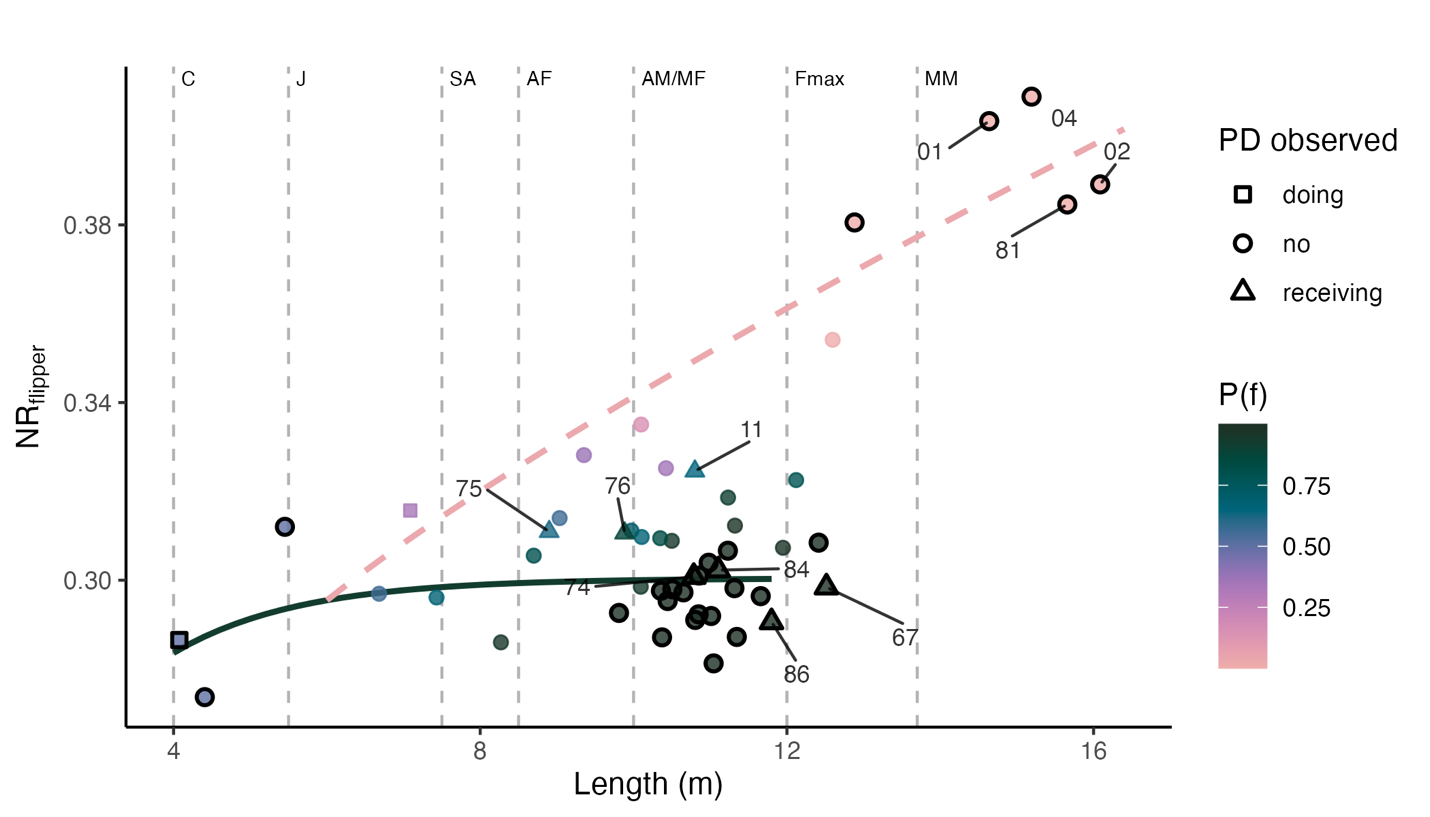 C J SA AF AM/MF Fmax MM
04
01
02
81
11
75
76
84
74
67
86
0.38
0.34
0.30
4 8 12 16
Length (m)
NRflipper
PD observed
doing
no
receiving
P(f)
0.75
0.50
0.25